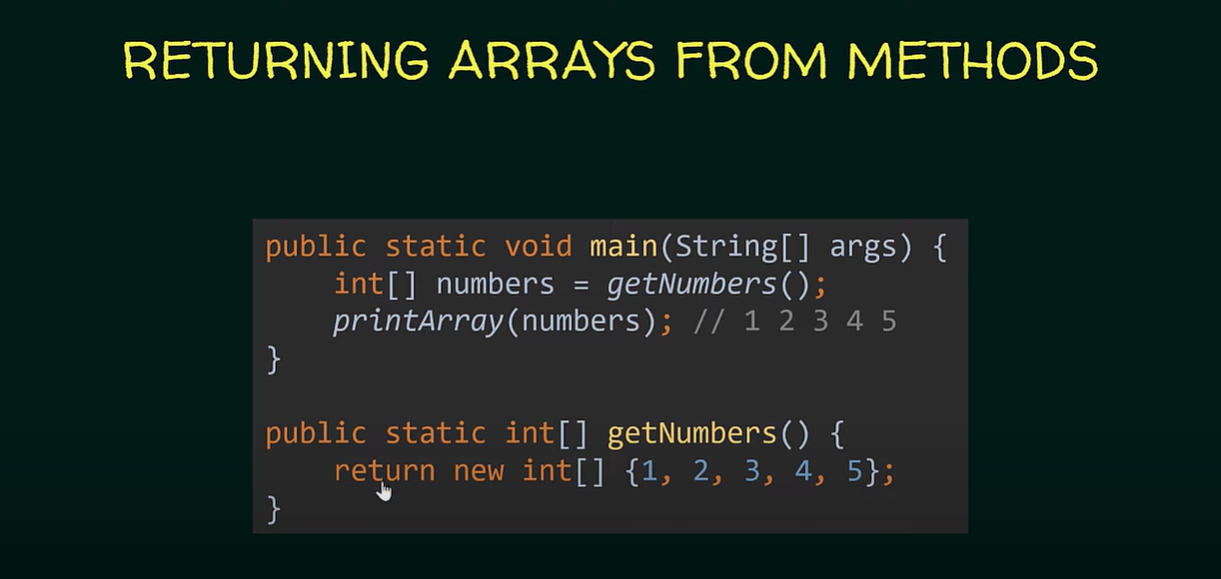 RETURNING ARRAYS FROM METHODS
public static void main(String[] args) {
    int[] numbers = getNumbers();
    printArray(numbers); // 1 2 3 4 5
}
public static int[] getNumbers() {
    return new int[] {1, 2, 3, 4, 5};
}